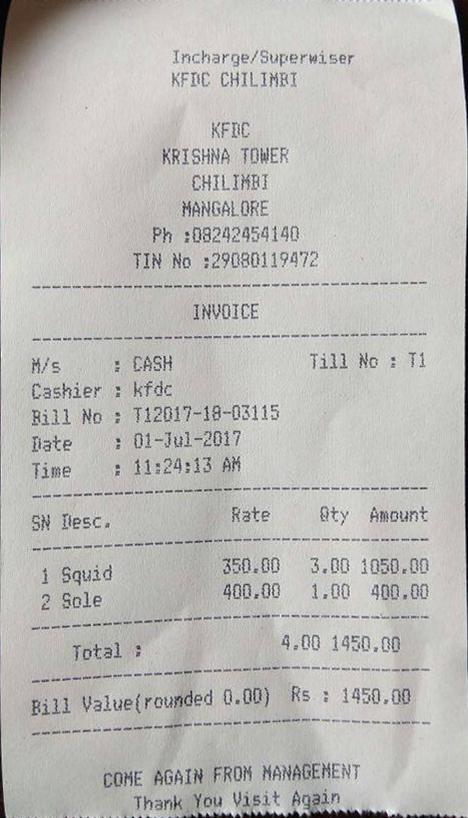 Incharge/Superwiser
KFDC CHILIMBI
KFDC
KRISHNA TOWER
CHILIMBI
MANGALORE
Ph :08242454140
TIN No :29080119472
INVOICE
M/s : CASH Till No : T1
Cashier : kfdc
Bill No : T12017-18-03115
Date : 01-Jul-2017
Time : 11:24:13 AM
SN Desc. Rate Qty Amount
1 Squid 350.00 3.00 1050.00
2 Sole 400.00 1.00 400.00
Total : 4.00 1450.00
Bill Value(rounded 0.00) Rs : 1450.00
COME AGAIN FROM MANAGEMENT
Thank You Visit Again